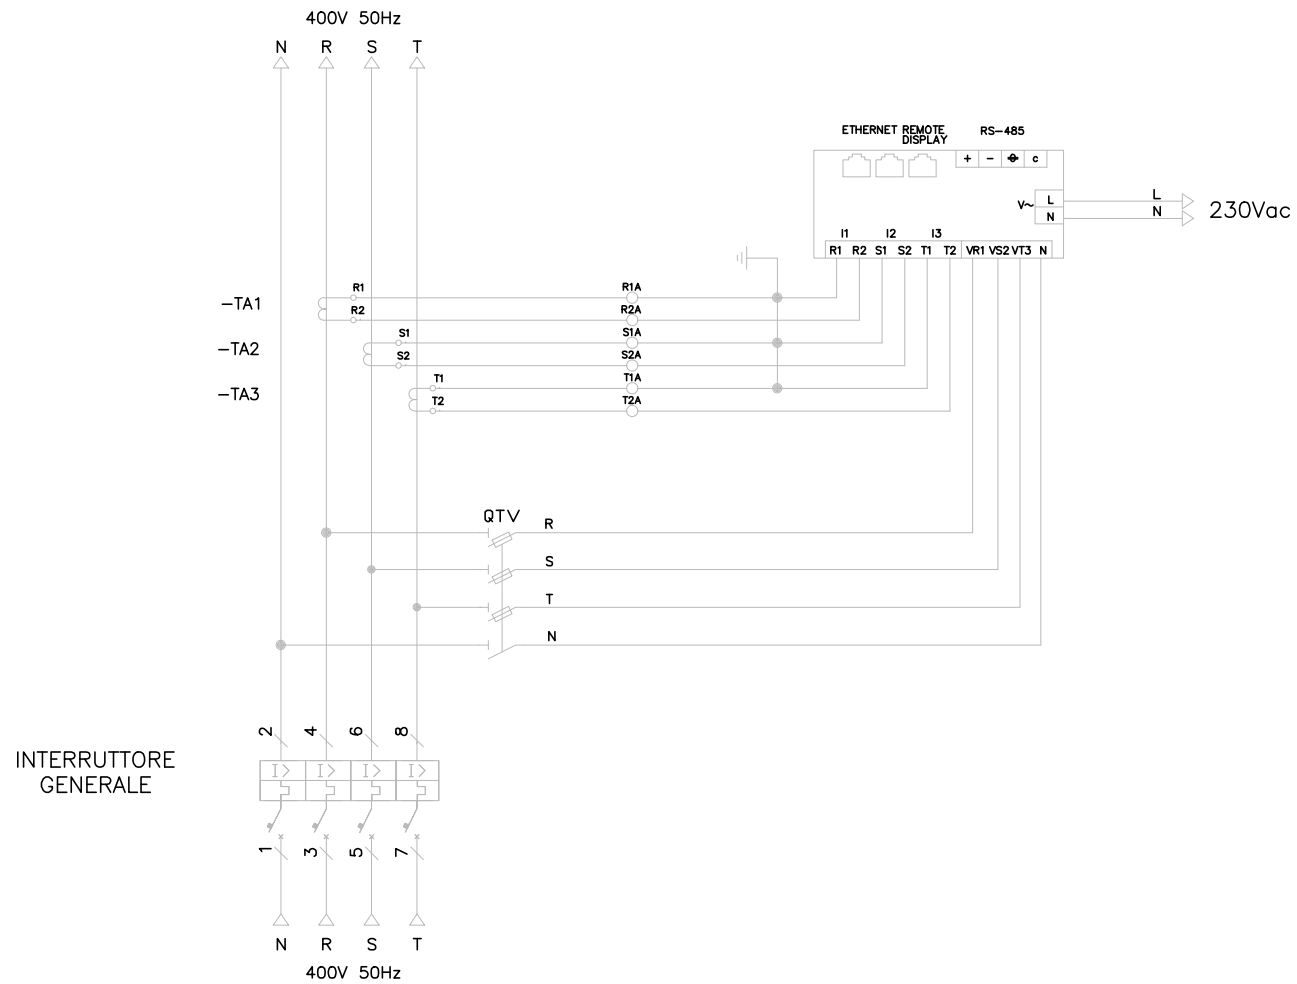 400V 50Hz
N R S T
ETHERNET REMOTE DISPLAY RS-485
+ - c
V~ L L
N N
230Vac
I1 I2 I3
R1 R2 S1 S2 T1 T2 VR1 VS2 VT3 N
-TA1 R1 R1A
R2 R2A
-TA2 S1 S1A
S2 S2A
-TA3 T1 T1A
T2 T2A
QTV
R
S
T
N
2 4 6 8
INTERRUTTORE
GENERALE
I> I> I> I>
1 3 5 7
N R S T
400V 50Hz